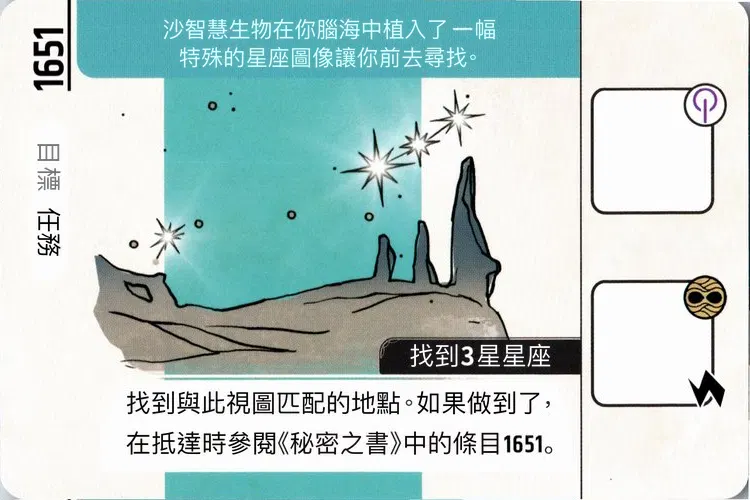 1651
目標 任務
沙智慧生物在你腦海中植入了一幅
特殊的星座圖像讓你前去尋找。
找到3星星座
找到與此視圖匹配的地點。如果做到了，
在抵達時參閱《秘密之書》中的條目1651。